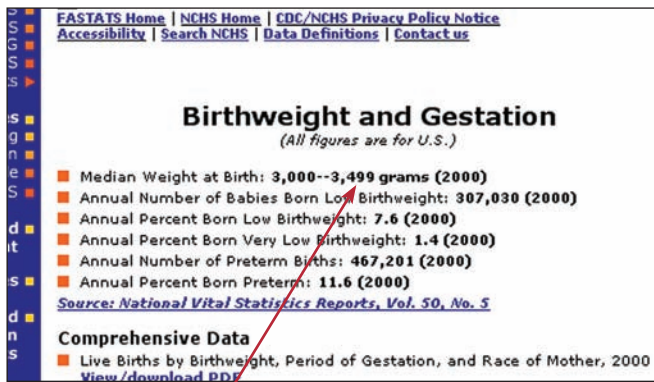 FASTATS Home | NCHS Home | CDC/NCHS Privacy Policy Notice
Accessibility | Search NCHS | Data Definitions | Contact us
Birthweight and Gestation
(All figures are for U.S.)
Median Weight at Birth: 3,000--3,499 grams (2000)
Annual Number of Babies Born Low Birthweight: 307,030 (2000)
Annual Percent Born Low Birthweight: 7.6 (2000)
Annual Percent Born Very Low Birthweight: 1.4 (2000)
Annual Number of Preterm Births: 467,201 (2000)
Annual Percent Born Preterm: 11.6 (2000)
Source: National Vital Statistics Reports, Vol. 50, No. 5
Comprehensive Data
Live Births by Birthweight, Period of Gestation, and Race of Mother, 2000
View/download PDF